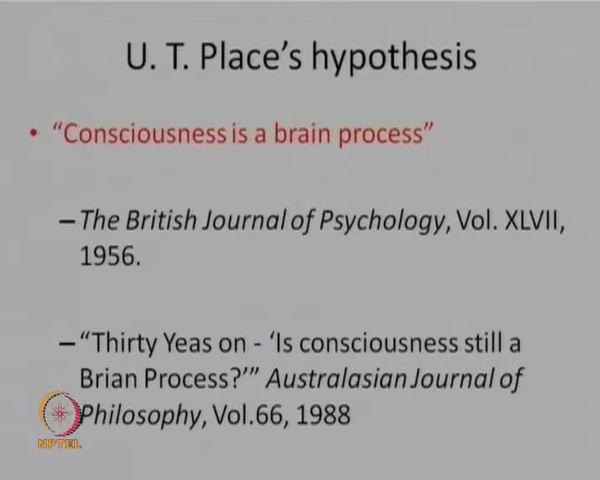 U. T. Place's hypothesis
• "Consciousness is a brain process"
– The British Journal of Psychology, Vol. XLVII,
1956.
– "Thirty Yeas on - 'Is consciousness still a
Brian Process?'" Australasian Journal of
Philosophy, Vol.66, 1988
NPTEL